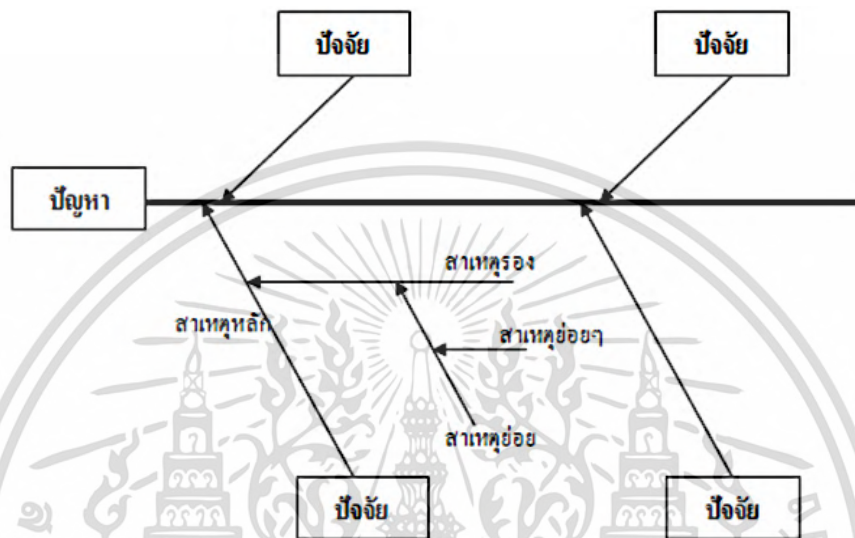 ปัจจัย
ปัจจัย
ปัญหา
สาเหตุรอง
สาเหตุหลัก
สาเหตุย่อยๆ
สาเหตุย่อย
ปัจจัย
ปัจจัย